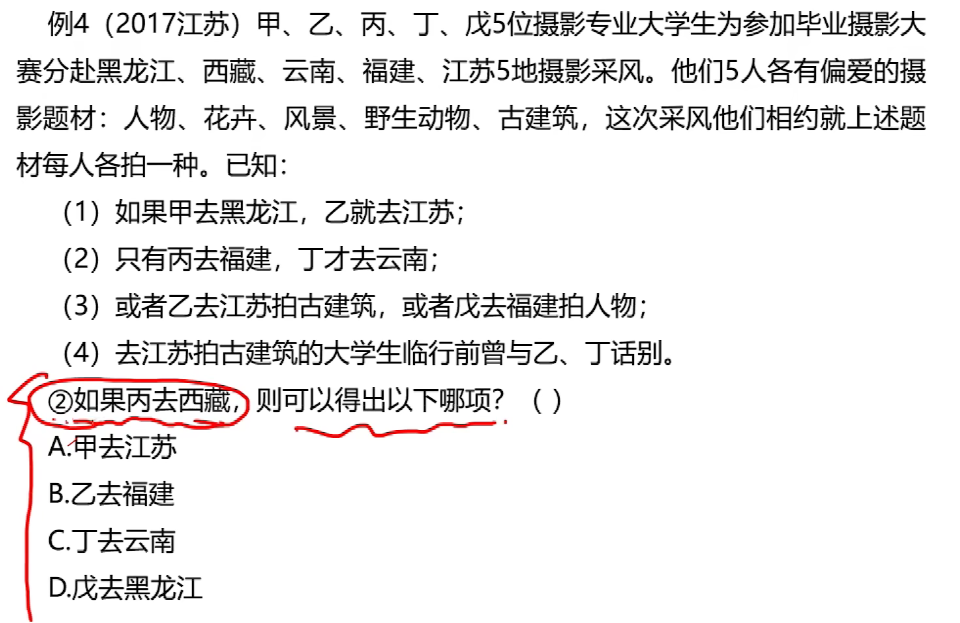 例4（2017江苏）甲、乙、丙、丁、戊5位摄影专业大学生为参加毕业摄影大
赛分赴黑龙江、西藏、云南、福建、江苏5地摄影采风。他们5人各有偏爱的摄
影题材：人物、花卉、风景、野生动物、古建筑，这次采风他们相约就上述题
材每人各拍一种。已知：
（1）如果甲去黑龙江，乙就去江苏；
（2）只有丙去福建，丁才去云南；
（3）或者乙去江苏拍古建筑，或者戊去福建拍人物；
（4）去江苏拍古建筑的大学生临行前曾与乙、丁话别。
②如果丙去西藏，则可以得出以下哪项？（ ）
A.甲去江苏
B.乙去福建
C.丁去云南
D.戊去黑龙江